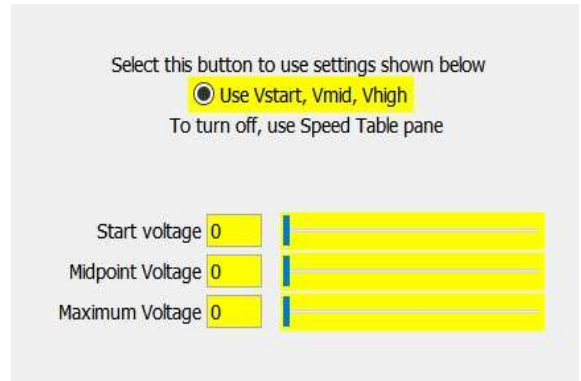 Select this button to use settings shown below
Use Vstart, Vmid, Vhigh
To turn off, use Speed Table pane
Start voltage 0
Midpoint Voltage 0
Maximum Voltage 0